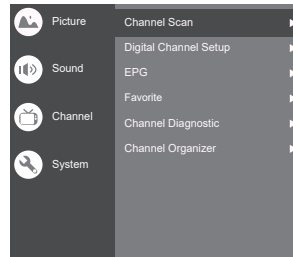 Picture
Sound
Channel
System
Channel Scan
Digital Channel Setup
EPG
Favorite
Channel Diagnostic
Channel Organizer